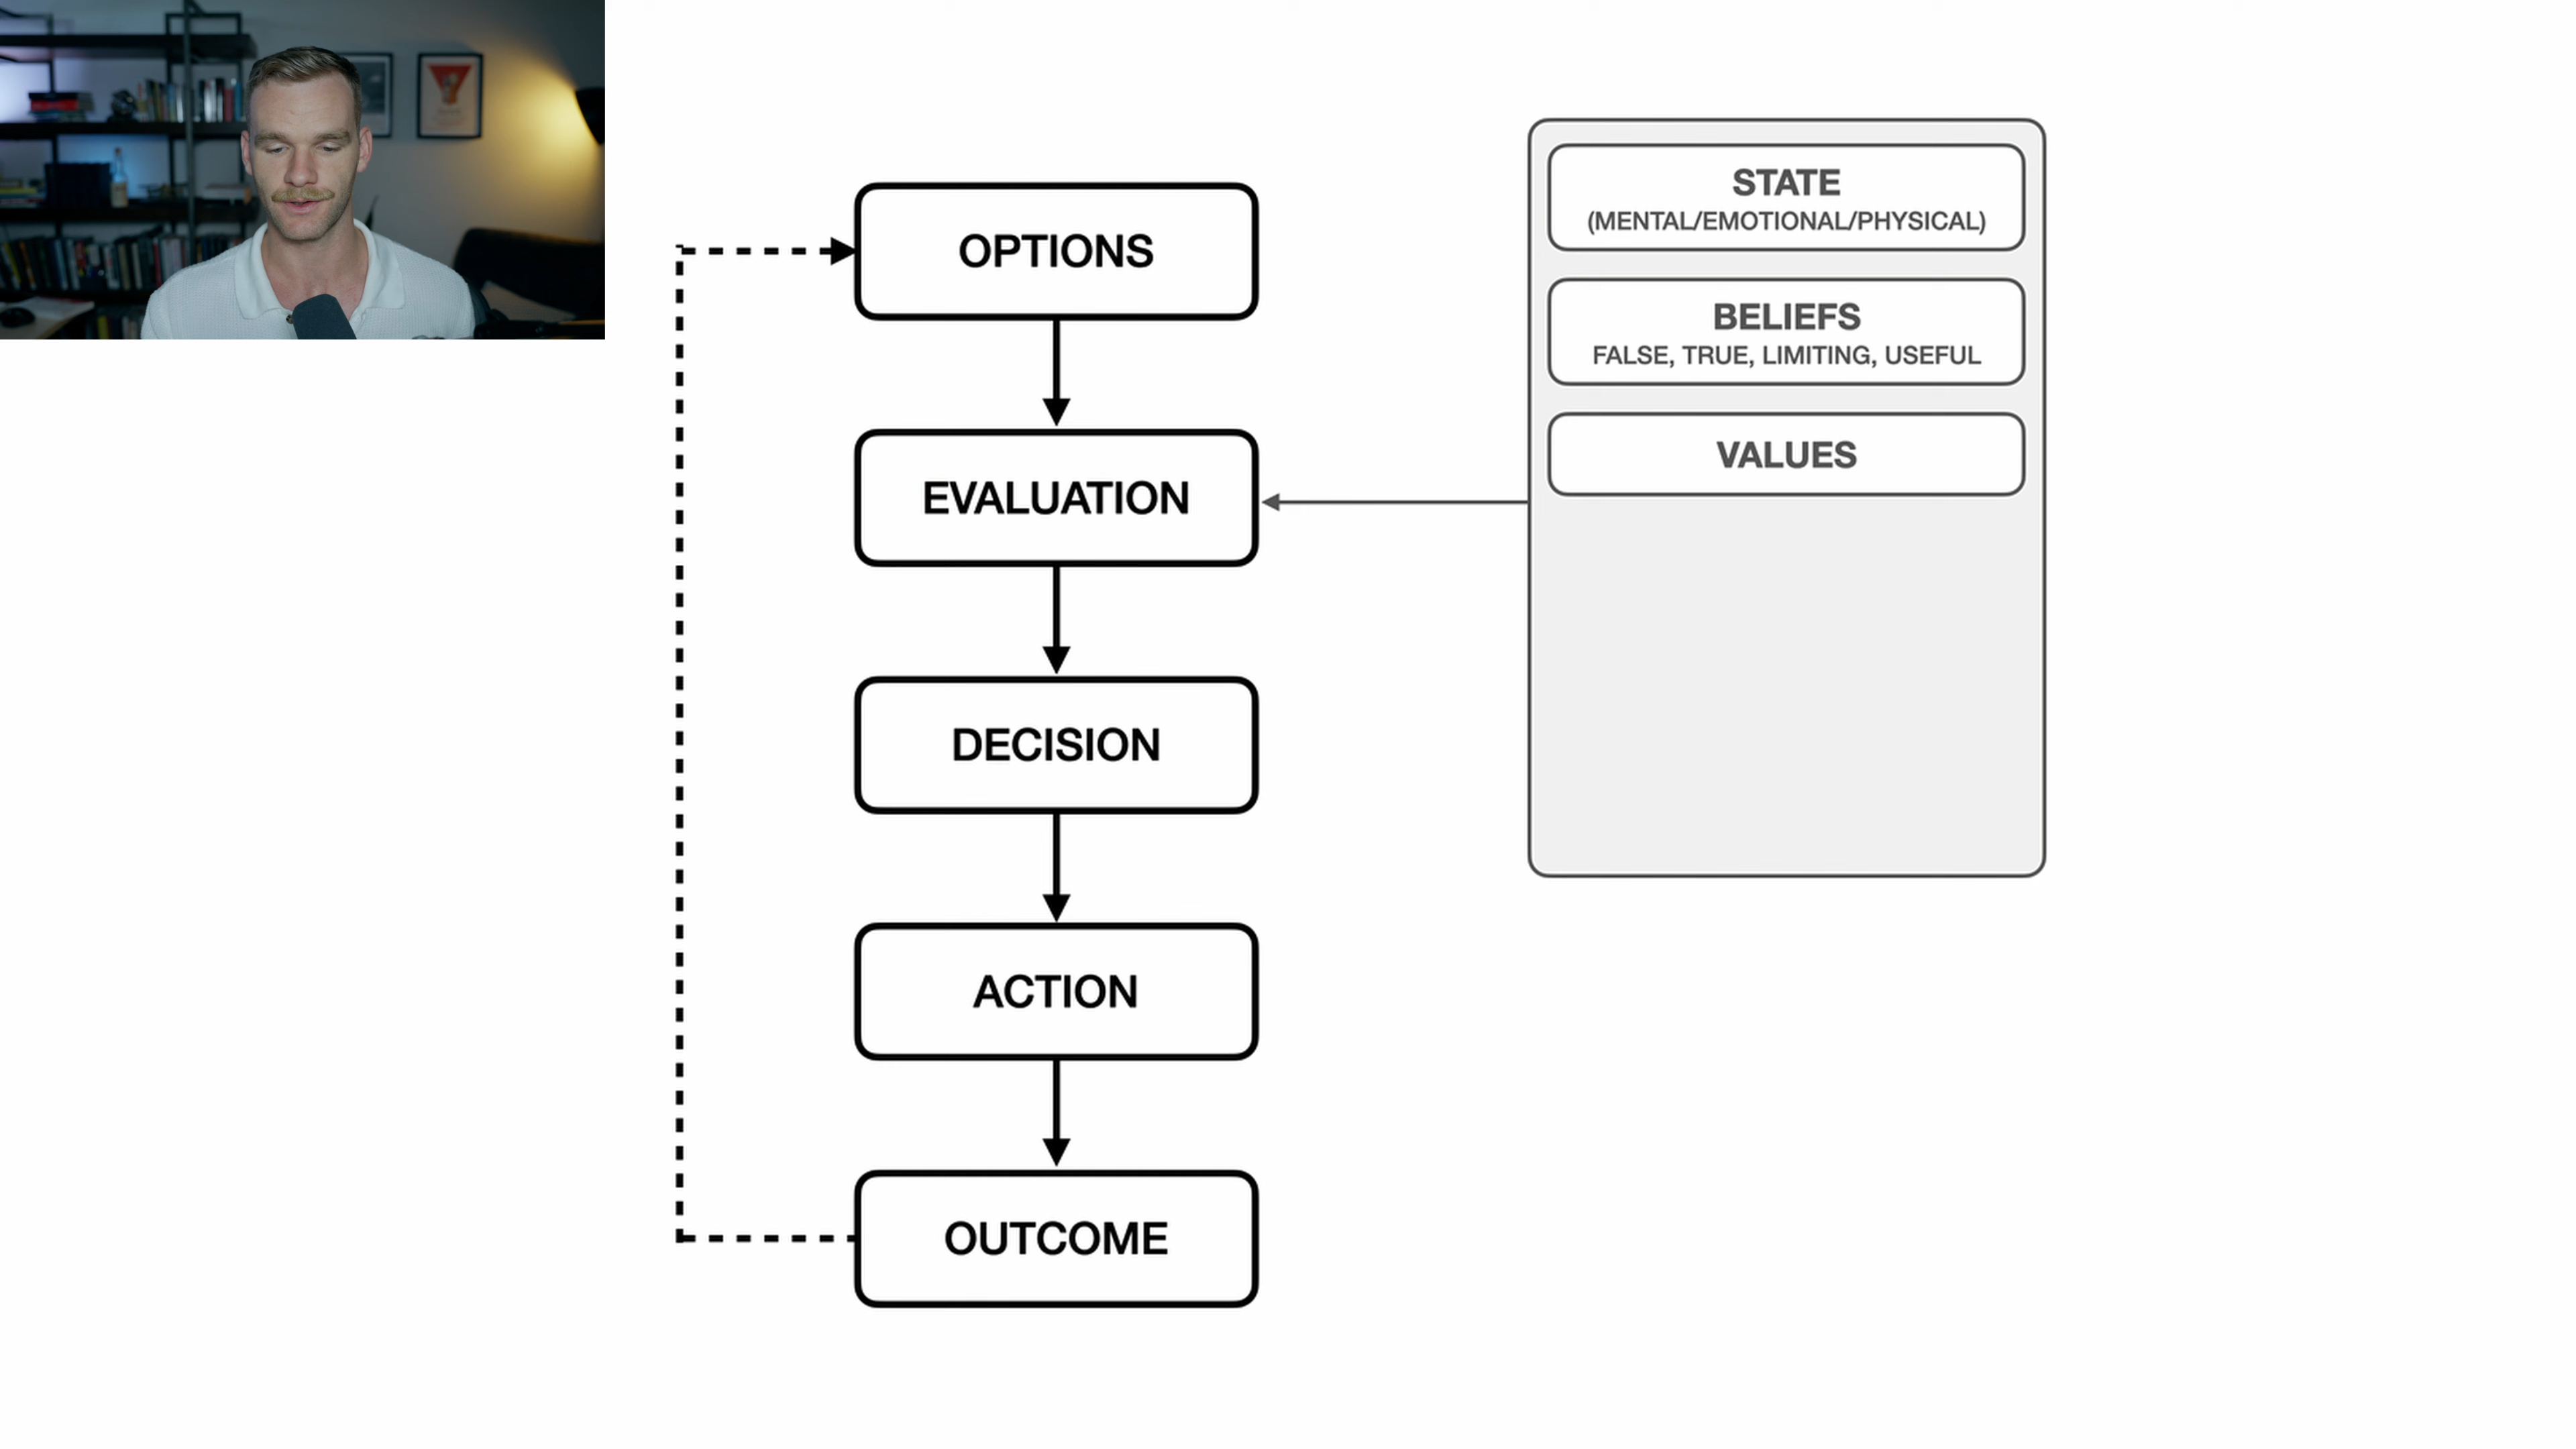 OPTIONS
EVALUATION
DECISION
ACTION
OUTCOME
STATE
(MENTAL/EMOTIONAL/PHYSICAL)
BELIEFS
FALSE, TRUE, LIMITING, USEFUL
VALUES